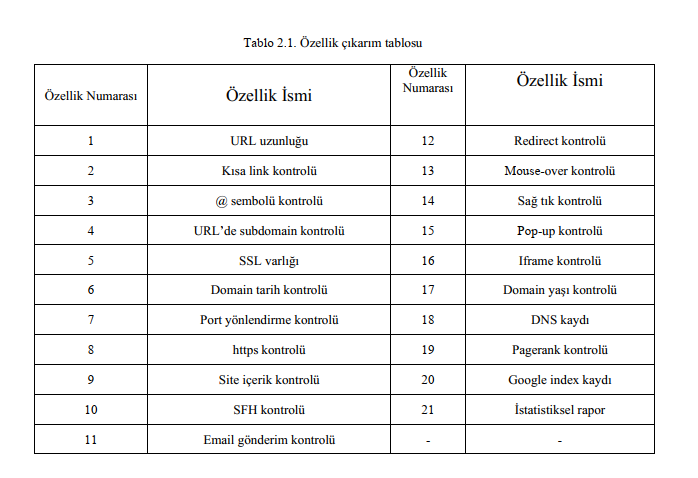 Tablo 2.1. Özellik çıkarım tablosu
Özellik Numarası Özellik İsmi Özellik Numarası Özellik İsmi
1 URL uzunluğu 12 Redirect kontrolü
2 Kısa link kontrolü 13 Mouse-over kontrolü
3 @ sembolü kontrolü 14 Sağ tık kontrolü
4 URL’de subdomain kontrolü 15 Pop-up kontrolü
5 SSL varlığı 16 Iframe kontrolü
6 Domain tarih kontrolü 17 Domain yaşı kontrolü
7 Port yönlendirme kontrolü 18 DNS kaydı
8 https kontrolü 19 Pagerank kontrolü
9 Site içerik kontrolü 20 Google index kaydı
10 SFH kontrolü 21 İstatistiksel rapor
11 Email gönderim kontrolü - -